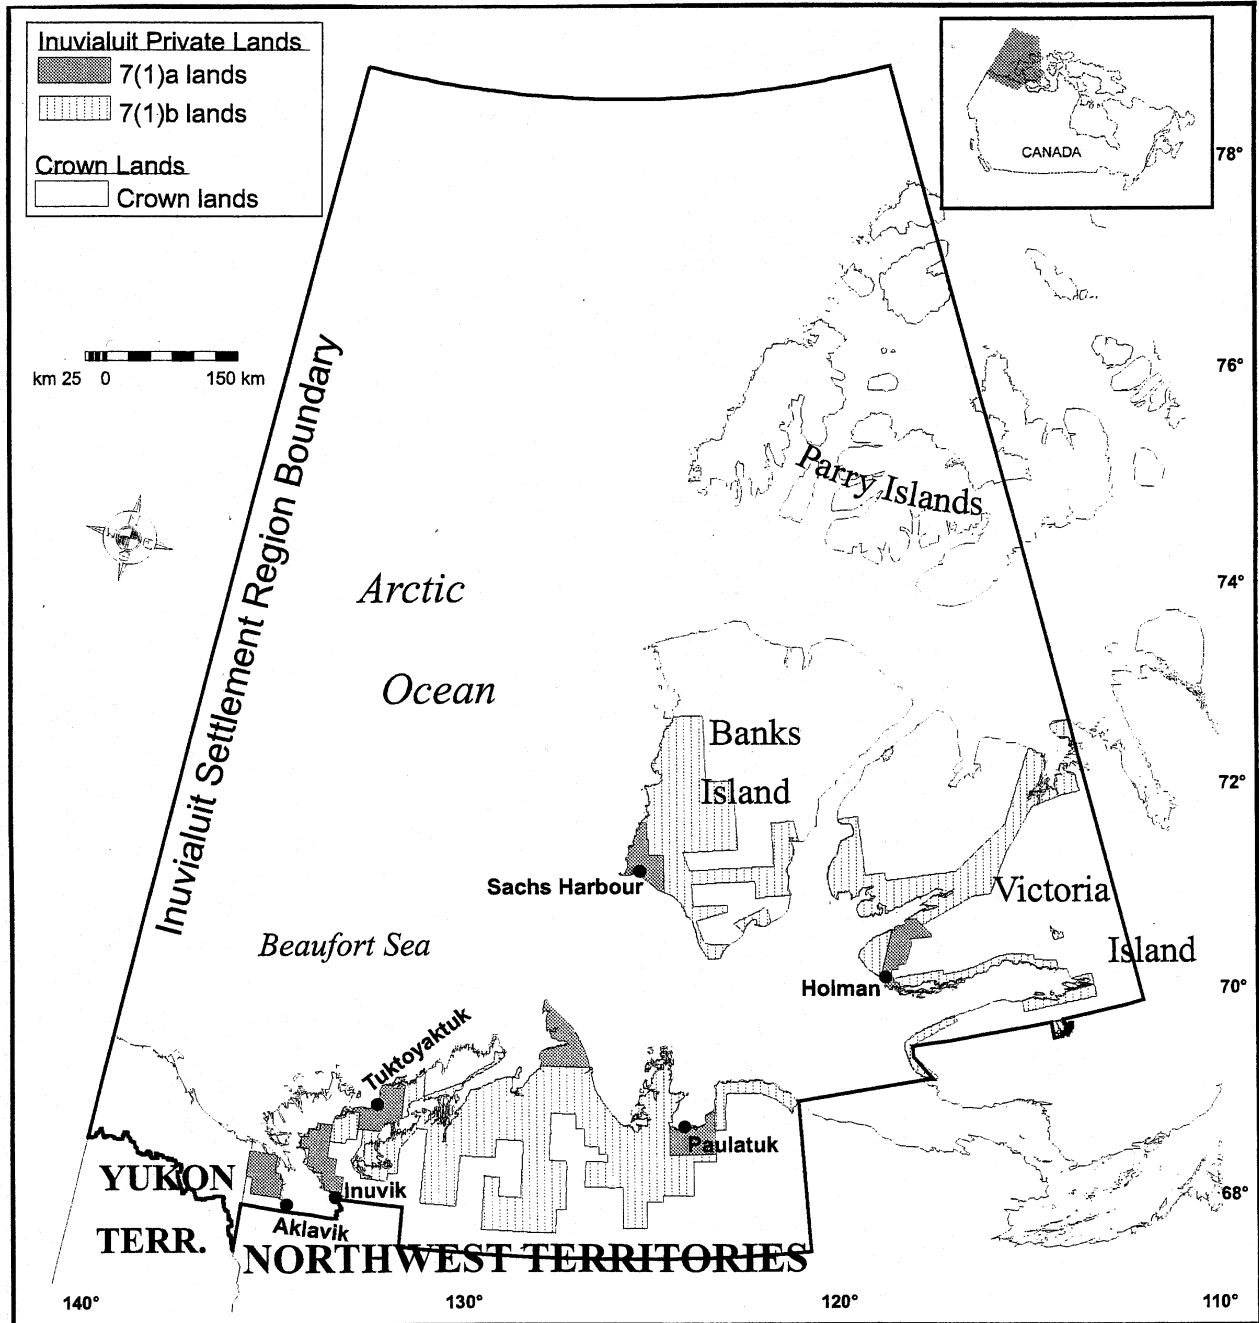 Inuvialuit Private Lands
7(1)a lands
7(1)b lands
Crown Lands
Crown lands
CANADA
78°
76°
74°
72°
70°
68°
km 25 0 150 km
Inuvialuit Settlement Region Boundary
Parry Islands
Arctic
Ocean
Banks
Island
Sachs Harbour
Victoria
Island
Beaufort Sea
Holman
Tuktoyaktuk
Paulatuk
YUKON
TERR.
Inuvik
Aklavik
NORTHWEST TERRITORIES
140°
130°
120°
110°